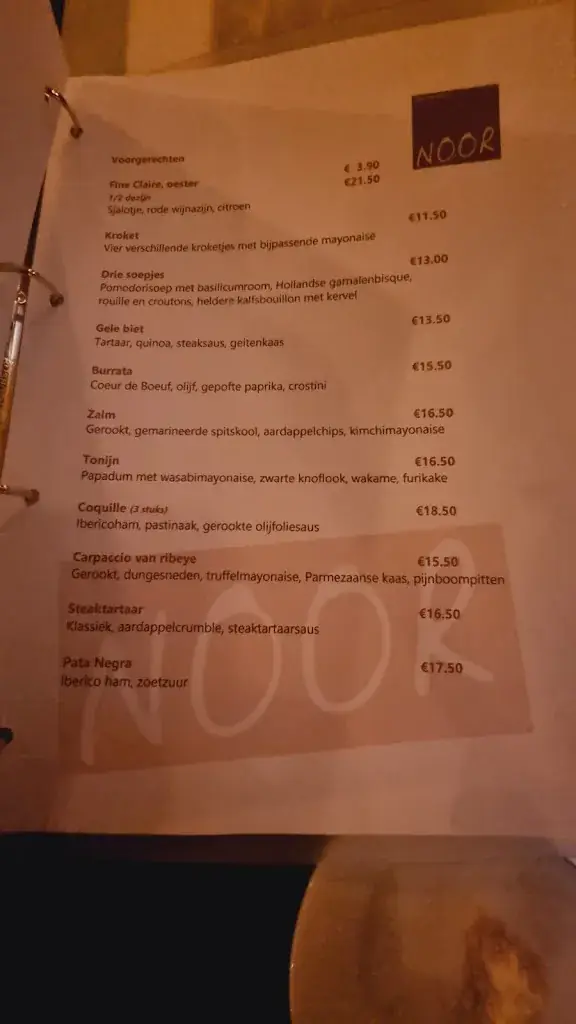 NOOR
Voorgerechten
Fine Claire, oester € 3.90
1/2 dozijn €21.50
Sjalotje, rode wijnazijn, citroen
Kroket €11.50
Vier verschillende kroketjes met bijpassende mayonaise
Drie soepjes €13.00
Pomodorisoep met basilicumroom, Hollandse garnalenbisque,
rouille en croutons, heldere kalfsbouillon met kervel
Gele biet €13.50
Tartaar, quinoa, steaksaus, geitenkaas
Burrata €15.50
Coeur de Boeuf, olijf, gepofte paprika, crostini
Zalm €16.50
Gerookt, gemarineerde spitskool, aardappelchips, kimchimayonaise
Tonijn €16.50
Papadum met wasabimayonaise, zwarte knoflook, wakame, furikake
Coquille (3 stuks) €18.50
Ibericoham, pastinaak, gerookte olijfoliesaus
Carpaccio van ribeye €15.50
Gerookt, dungesneden, truffelmayonaise, Parmezaanse kaas, pijnboompitten
Steaktartaar €16.50
Klassiek, aardappelcrumble, steaktartaarsaus
Pata Negra €17.50
Iberico ham, zoetzuur
NOOR